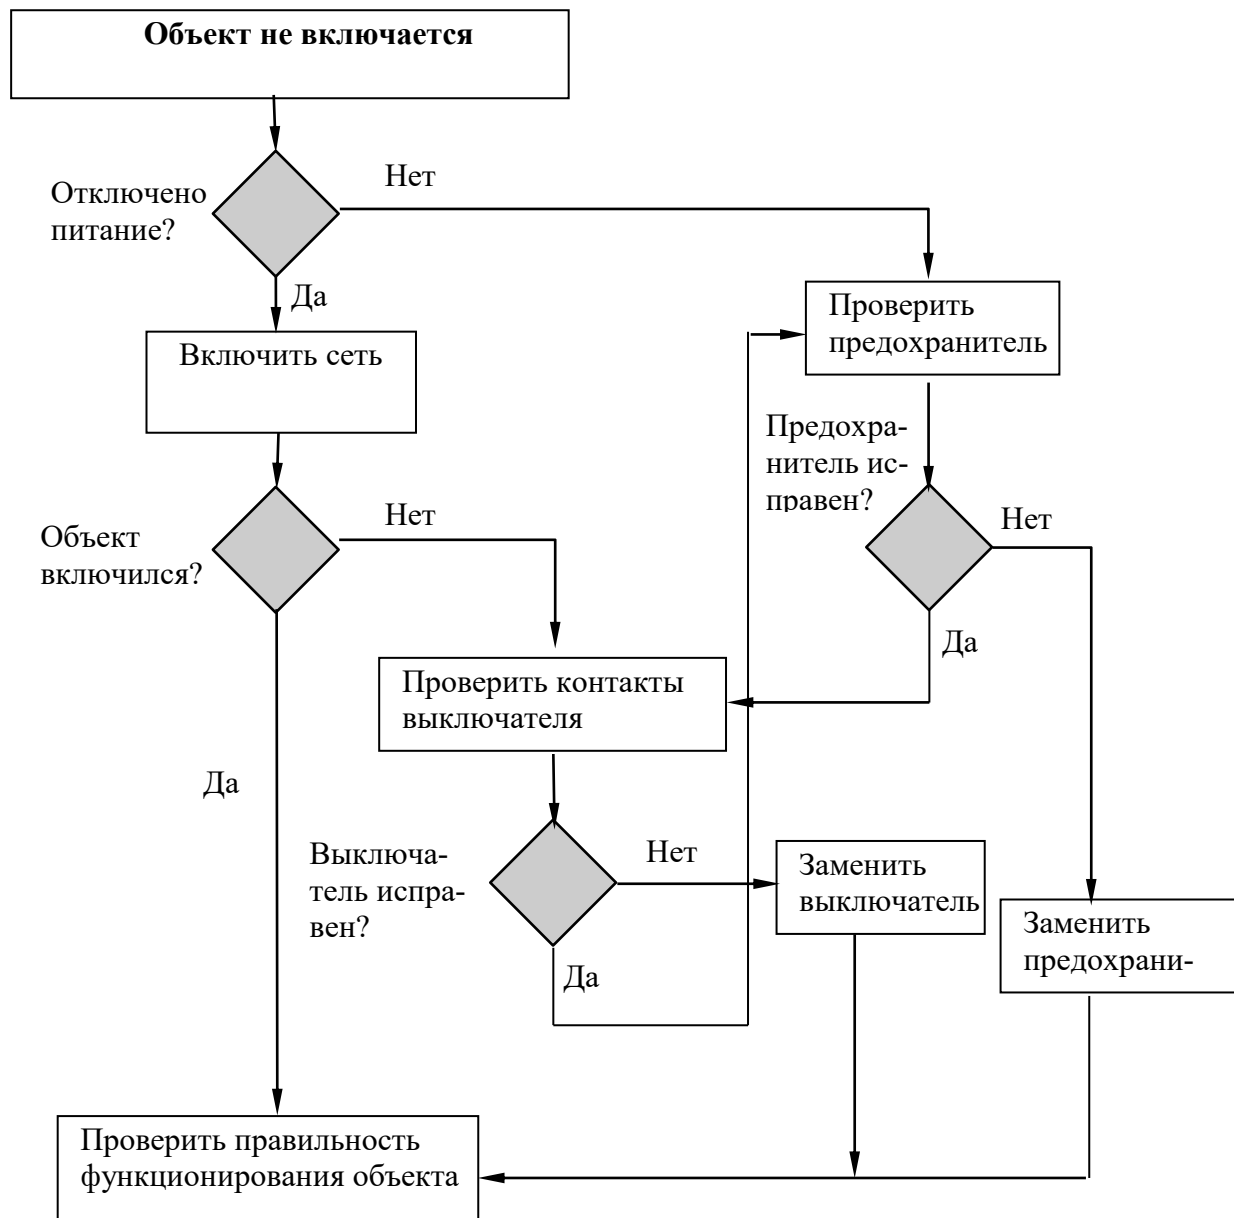 Объект не включается
Нет
Отключено
питание?
Да
Проверить
предохранитель
Включить сеть
Предохра-
нитель ис-
правен?
Нет
Нет
Объект
включился?
Да
Проверить контакты
выключателя
Да
Выключа-
тель испра-
вен?
Нет
Заменить
выключатель
Заменить
предохрани-
Да
Проверить правильность
функционирования объекта